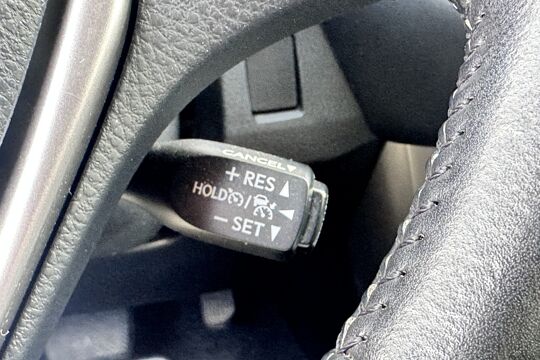 CANCEL
+ RES
HOLD /
- SET